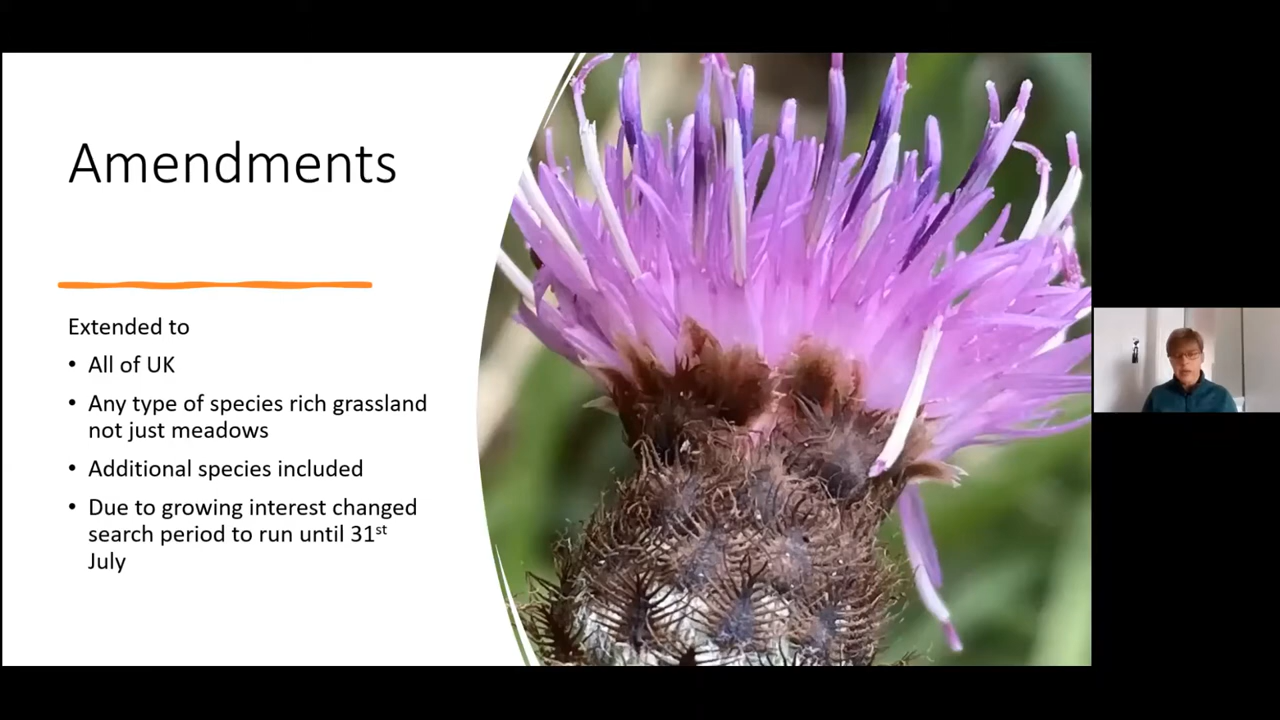 Amendments
Extended to
• All of UK
• Any type of species rich grassland
not just meadows
• Additional species included
• Due to growing interest changed
search period to run until 31st
July